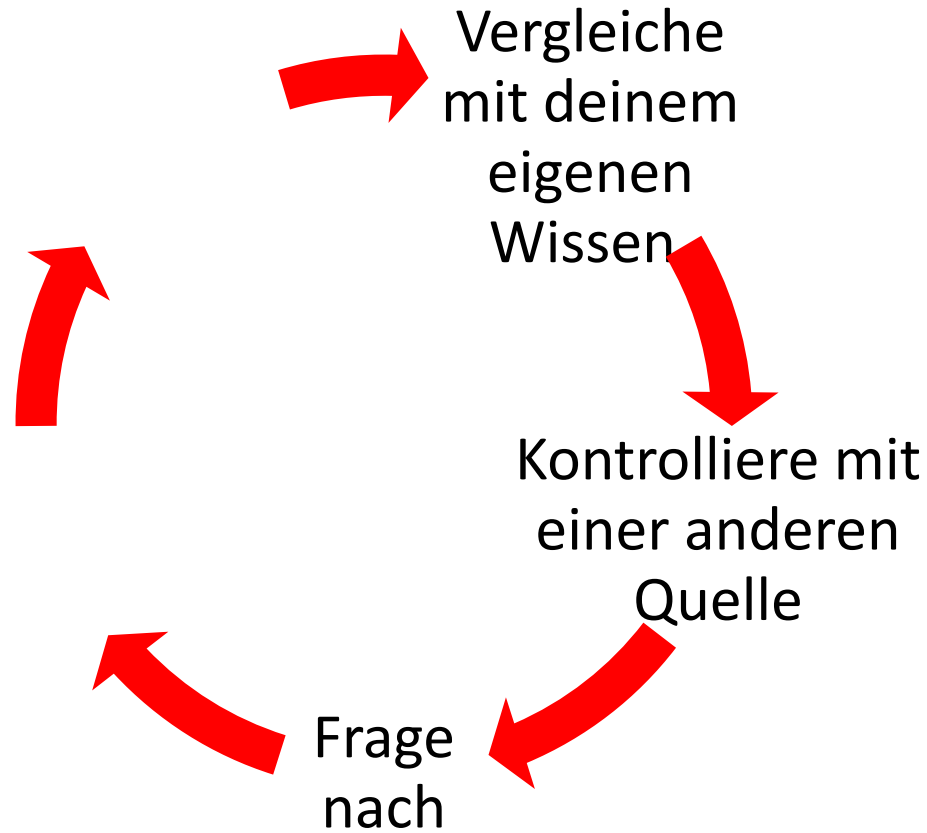 Vergleiche
mit deinem
eigenen
Wissen
Kontrolliere mit
einer anderen
Quelle
Frage
nach